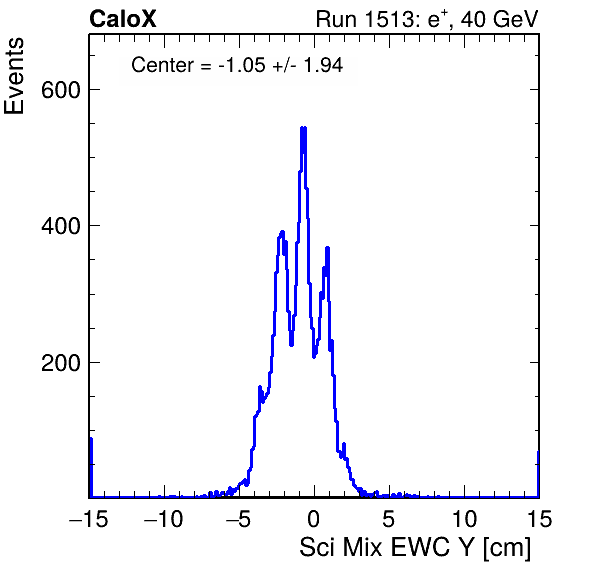 CaloX
Run 1513: e⁺, 40 GeV
Events
Center = -1.05 +/- 1.94
600
400
200
−15 −10 −5 0 5 10 15
Sci Mix EWC Y [cm]